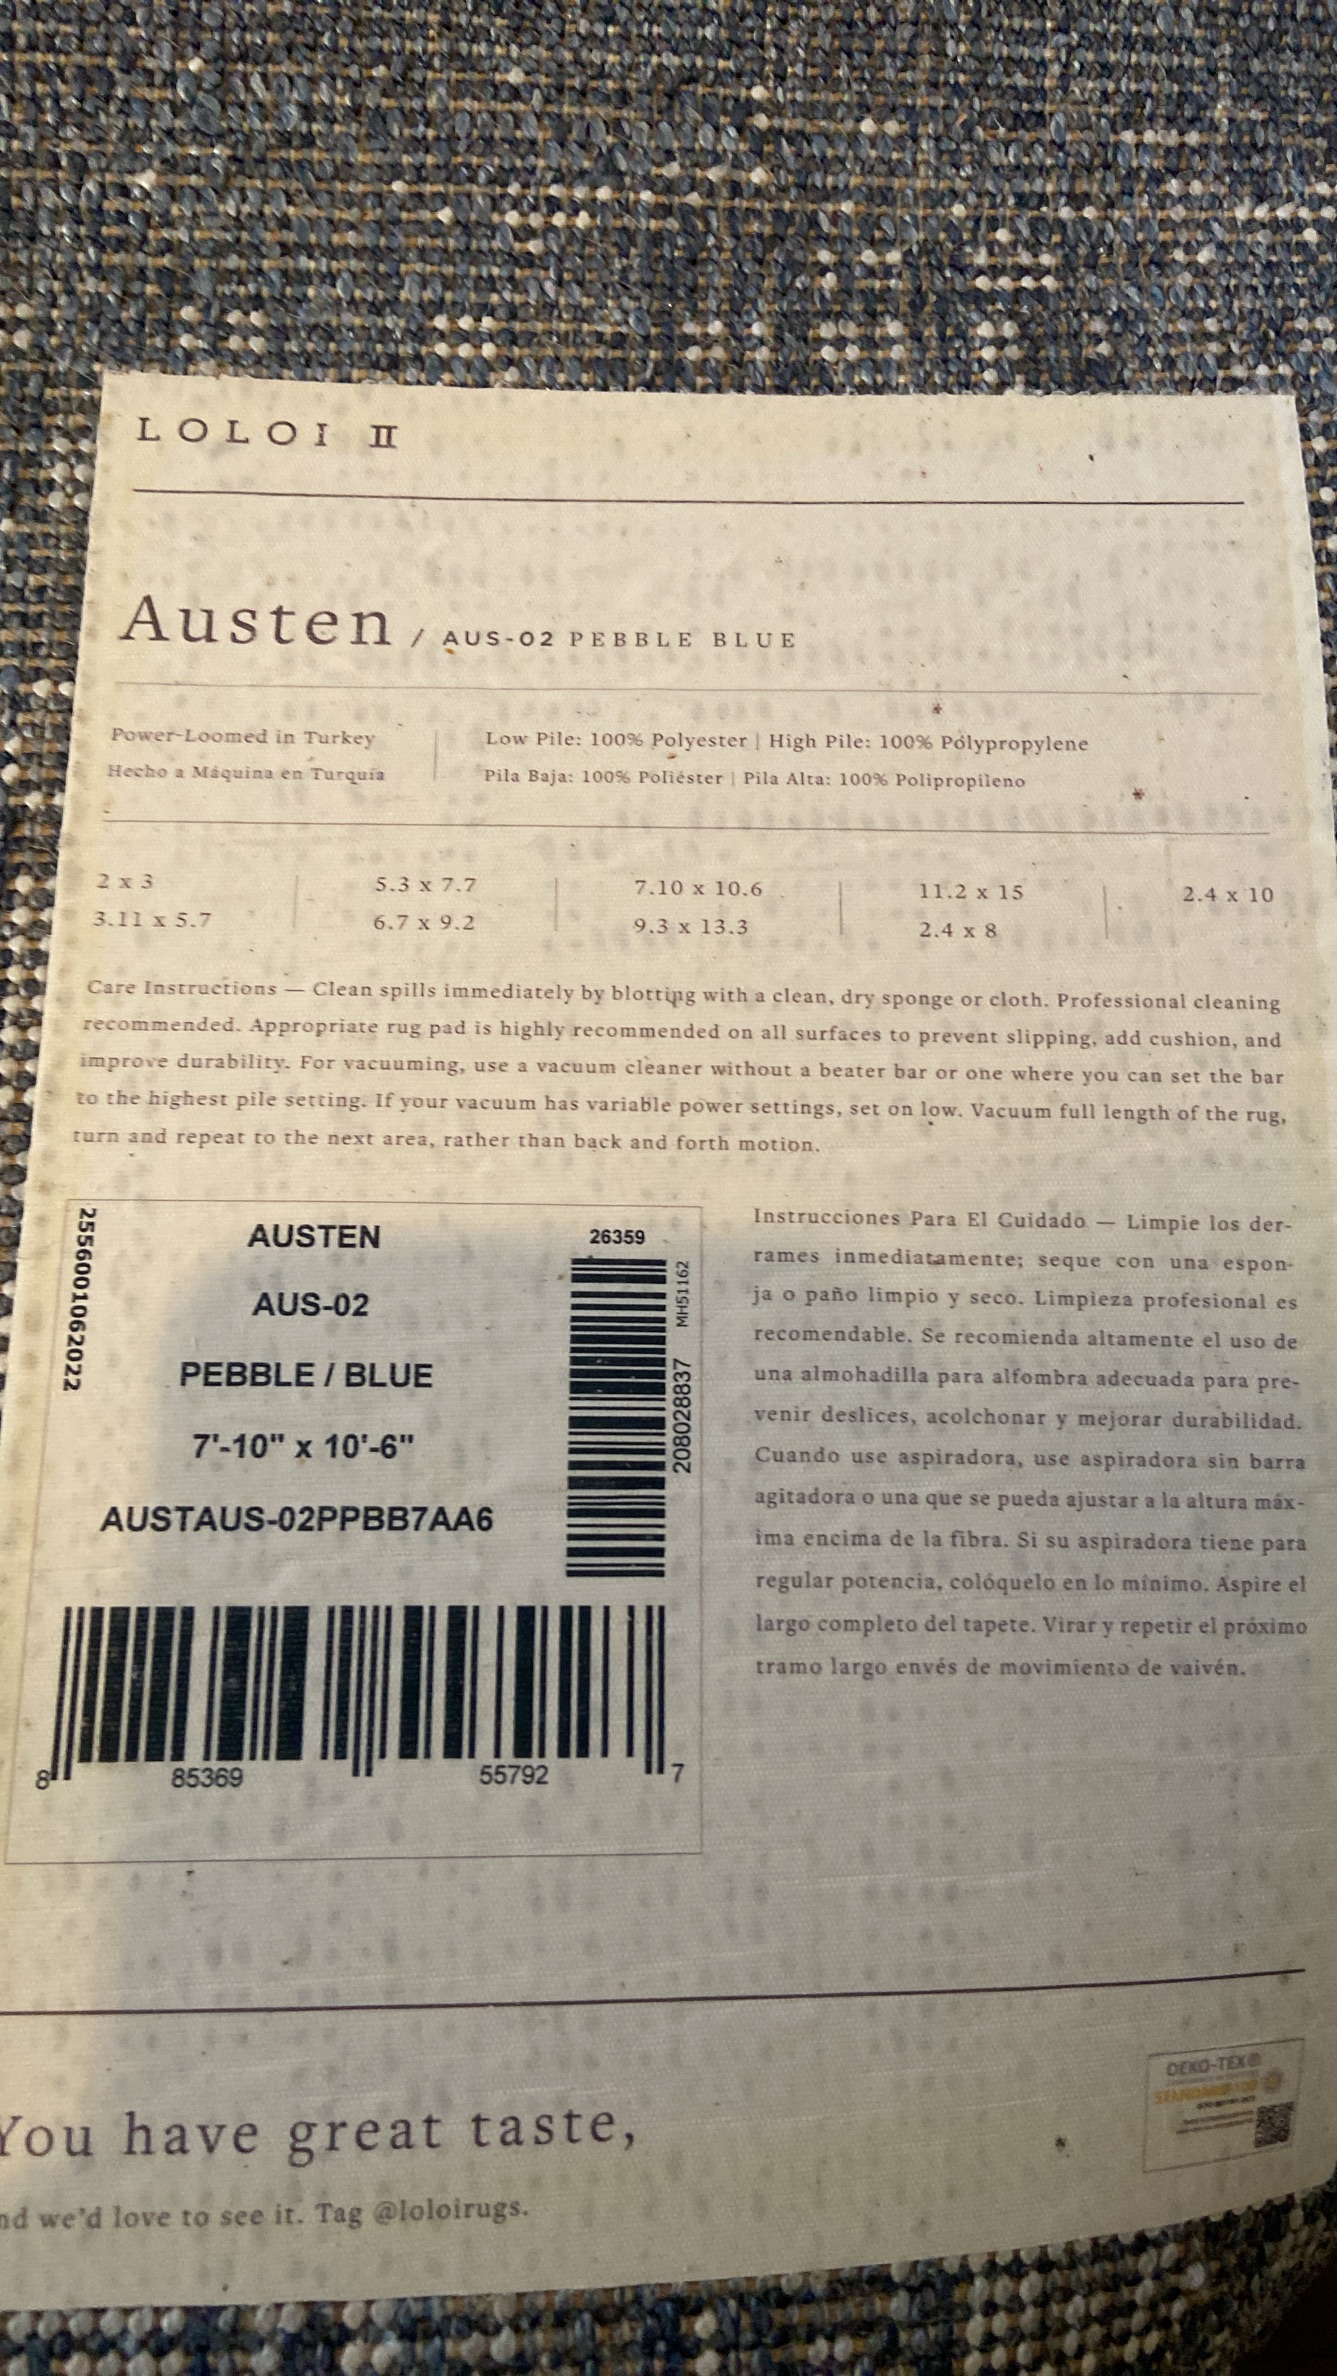 LOLOI II
Austen / AUS-02 PEBBLE BLUE
Power-Loomed in Turkey
Hecho a Máquina en Turquía
Low Pile: 100% Polyester | High Pile: 100% Polypropylene
Pila Baja: 100% Poliéster | Pila Alta: 100% Polipropileno
2 x 3
3.11 x 5.7
5.3 x 7.7
6.7 x 9.2
7.10 x 10.6
9.3 x 13.3
11.2 x 15
2.4 x 8
2.4 x 10
Care Instructions — Clean spills immediately by blotting with a clean, dry sponge or cloth. Professional cleaning
recommended. Appropriate rug pad is highly recommended on all surfaces to prevent slipping, add cushion, and
improve durability. For vacuuming, use a vacuum cleaner without a beater bar or one where you can set the bar
to the highest pile setting. If your vacuum has variable power settings, set on low. Vacuum full length of the rug,
turn and repeat to the next area, rather than back and forth motion.
2556001062022
AUSTEN
AUS-02
PEBBLE / BLUE
7'-10" x 10'-6"
AUSTAUS-02PPBB7AA6
26359
MH51162
208028837
8 85369 55792 7
Instrucciones Para El Cuidado — Limpie los der-
rames inmediatamente; seque con una espon-
ja o paño limpio y seco. Limpieza profesional es
recomendable. Se recomienda altamente el uso de
una almohadilla para alfombra adecuada para pre-
venir deslices, acolchonar y mejorar durabilidad.
Cuando use aspiradora, use aspiradora sin barra
agitadora o una que se pueda ajustar a la altura máx-
ima encima de la fibra. Si su aspiradora tiene para
regular potencia, colóquelo en lo mínimo. Aspire el
largo completo del tapete. Virar y repetir el próximo
tramo largo envés de movimiento de vaivén.
You have great taste,
nd we'd love to see it. Tag @loloirugs.
OEKO-TEX®
STANDARD 100